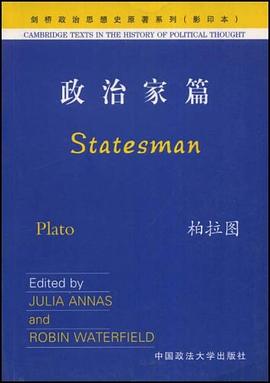 剑桥政治思想史原著系列(影印本)
CAMBRIDGE TEXTS IN THE HISTORY OF POLITICAL THOUGHT
政治家篇
Statesman
Plato 柏拉图
Edited by
JULIA ANNAS
and
ROBIN WATERFIELD
中国政法大学出版社